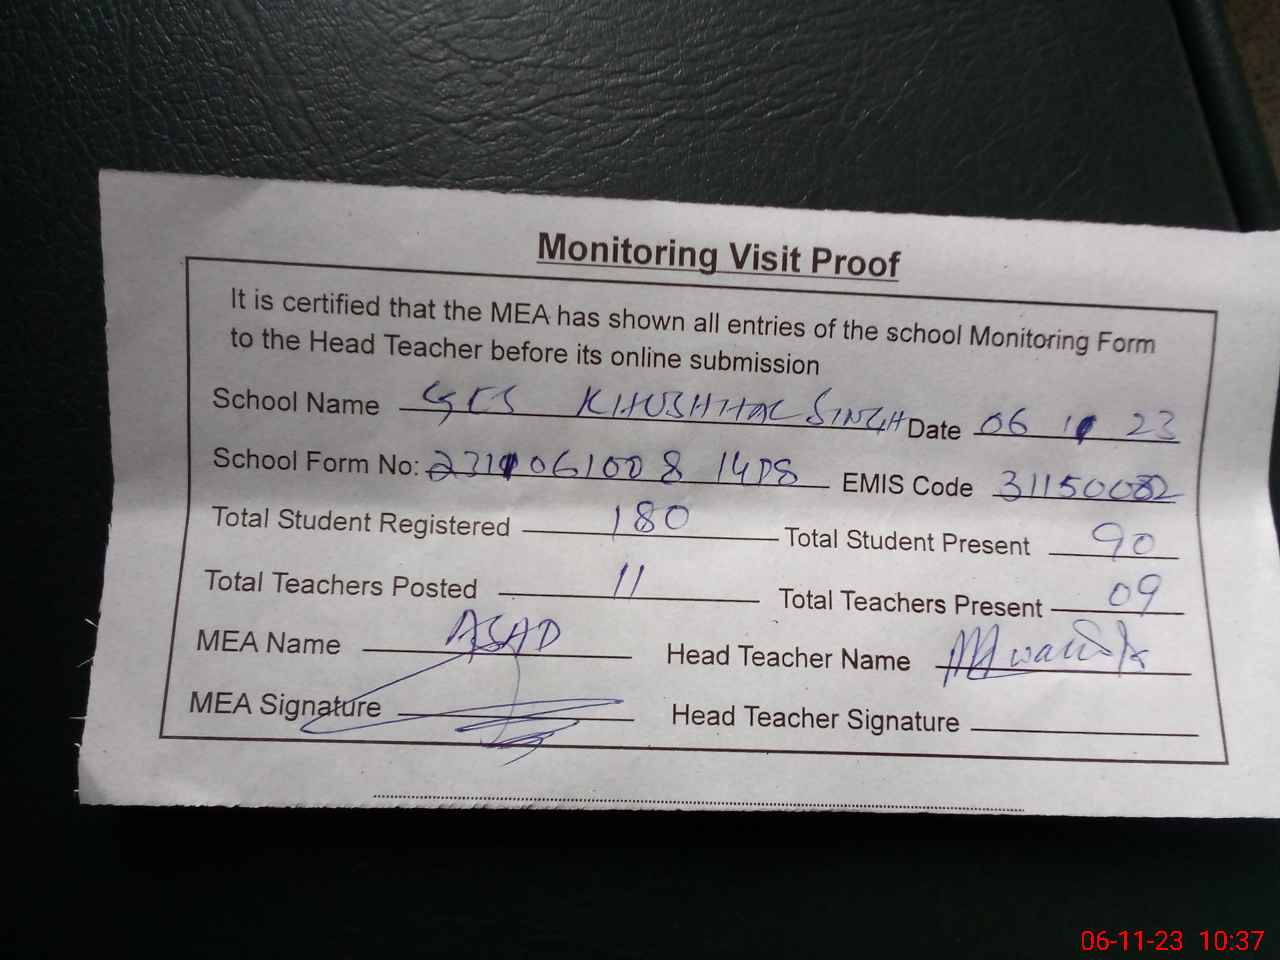 Monitoring Visit Proof
It is certified that the MEA has shown all entries of the school Monitoring Form
to the Head Teacher before its online submission
School Name GES KHUSHHAL SINGH Date 06 11 23
School Form No: 2311061008 1408 EMIS Code 31150082
Total Student Registered 180 Total Student Present 90
Total Teachers Posted 11 Total Teachers Present 09
MEA Name ASAD Head Teacher Name
MEA Signature Head Teacher Signature
06-11-23 10:37